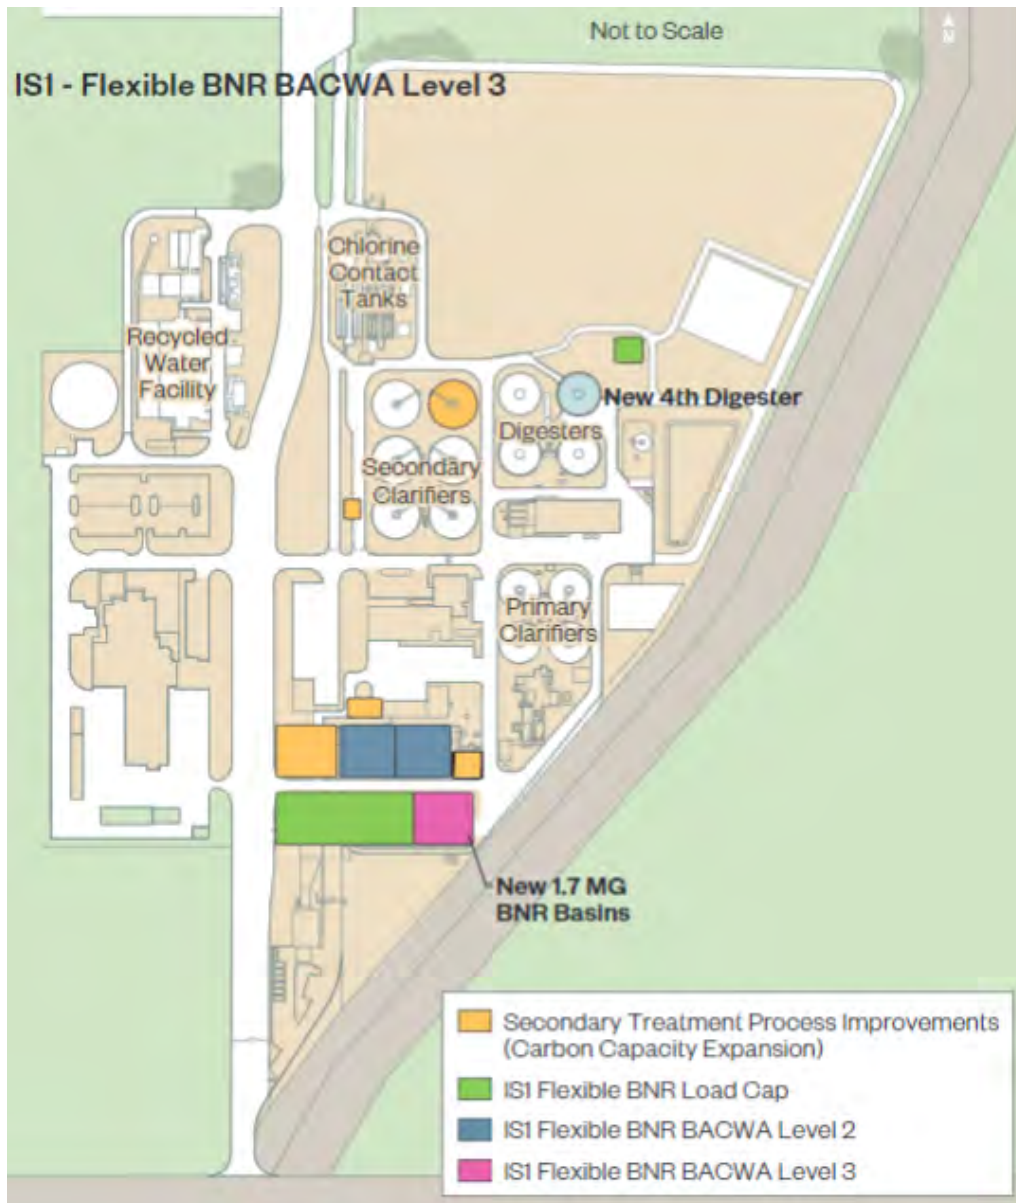 Not to Scale
N
IS1 - Flexible BNR BACWA Level 3
Chlorine
Contact
Tanks
Recycled
Water
Facility
New 4th Digester
Digesters
Secondary
Clarifiers
Primary
Clarifiers
New 1.7 MG
BNR Basins
Secondary Treatment Process Improvements
(Carbon Capacity Expansion)
IS1 Flexible BNR Load Cap
IS1 Flexible BNR BACWA Level 2
IS1 Flexible BNR BACWA Level 3